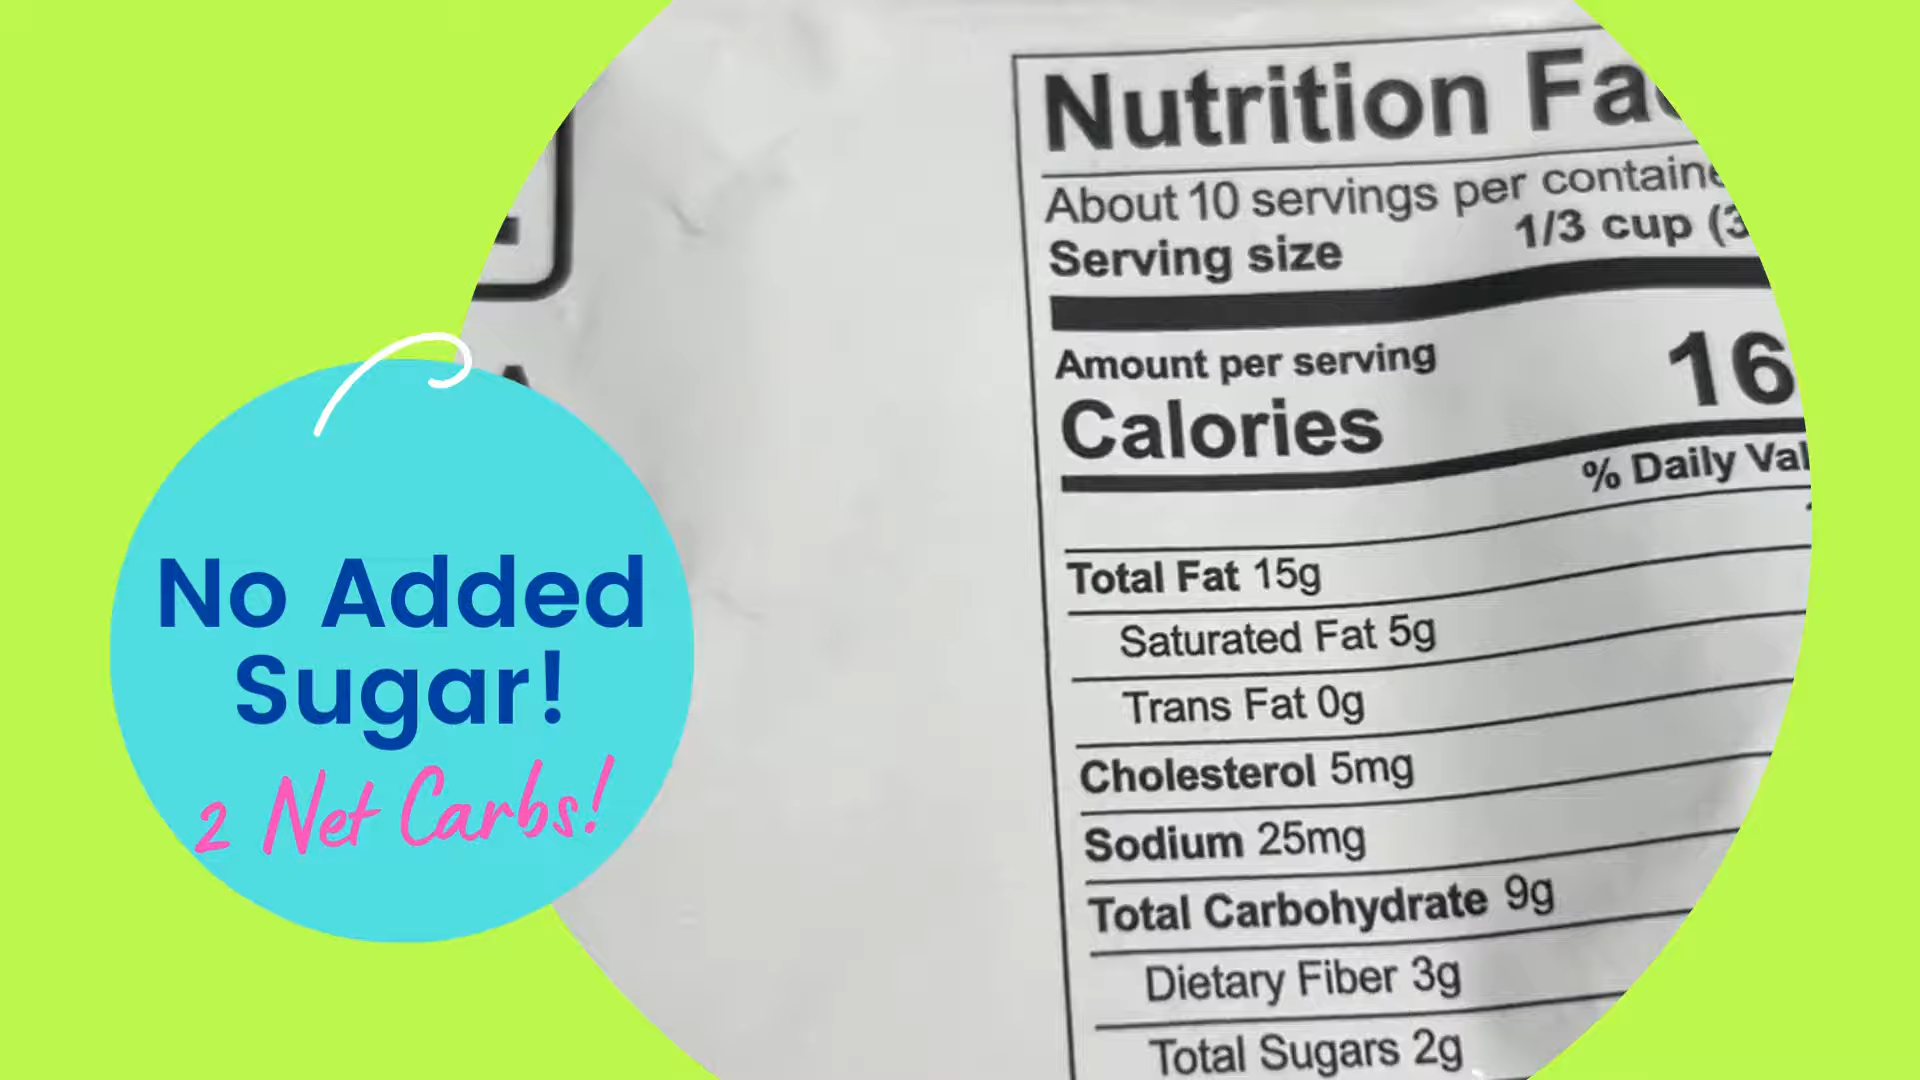 No Added
Sugar!
2 Net Carbs!
Nutrition
About 10 servings per
Serving size 1/3 cup
Amount per serving
Calories
% Daily
Total Fat 15g
Saturated Fat 5g
Trans Fat 0g
Cholesterol 5mg
Sodium 25mg
Total Carbohydrate 9g
Dietary Fiber 3g
Total Sugars 2g